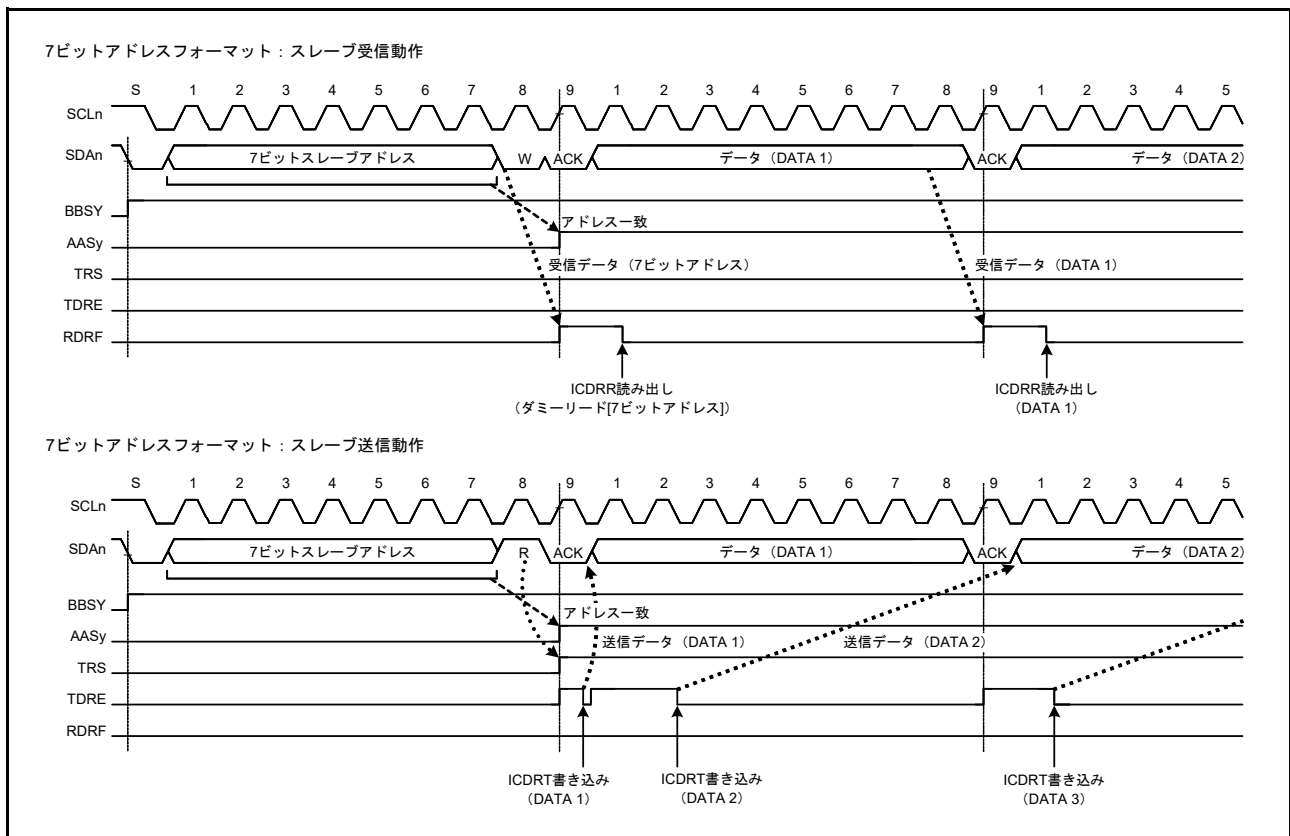 7ビットアドレスフォーマット：スレーブ受信動作
S 1 2 3 4 5 6 7 8 9 1 2 3 4 5 6 7 8 9 1 2 3 4 5
SCLn
SDAn 7ビットスレーブアドレス W ACK データ（DATA 1） ACK データ（DATA 2）
BBSY
アドレス一致
AASy
受信データ（7ビットアドレス） 受信データ（DATA 1）
TRS
TDRE
RDRF
ICDRR読み出し ICDRR読み出し
（ダミーリード[7ビットアドレス]） （DATA 1）
7ビットアドレスフォーマット：スレーブ送信動作
S 1 2 3 4 5 6 7 8 9 1 2 3 4 5 6 7 8 9 1 2 3 4 5
SCLn
SDAn 7ビットスレーブアドレス R ACK データ（DATA 1） ACK データ（DATA 2）
BBSY
アドレス一致
AASy
送信データ（DATA 1） 送信データ（DATA 2）
TRS
TDRE
RDRF
ICDRT書き込み ICDRT書き込み ICDRT書き込み
（DATA 1） （DATA 2） （DATA 3）